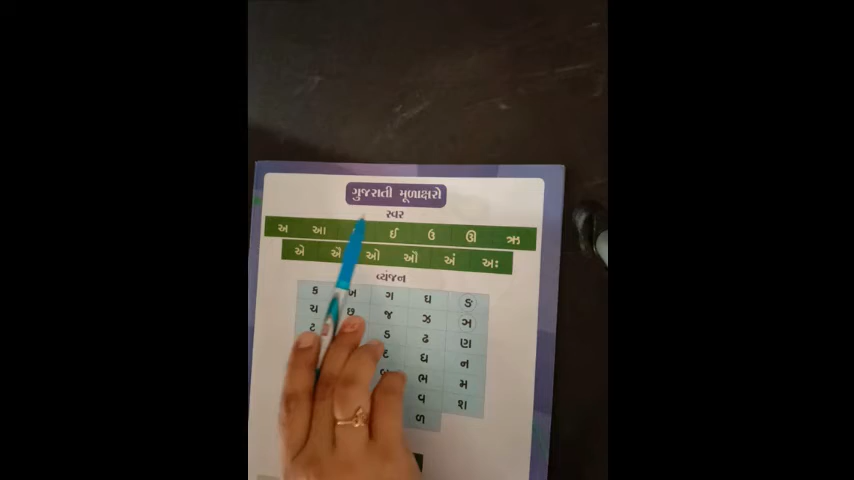 ગુજરાતી મૂળાક્ષરો
સ્વર
અ આ ઈ ઉ ઊ ઋ
એ ઐ ઓ ઔ અં અઃ
વ્યંજન
ક ખ ગ ઘ ઙ
ચ છ જ ઝ ઞ
ટ ડ ઢ ણ
દ ધ ન
ભ મ
વ શ
ળ